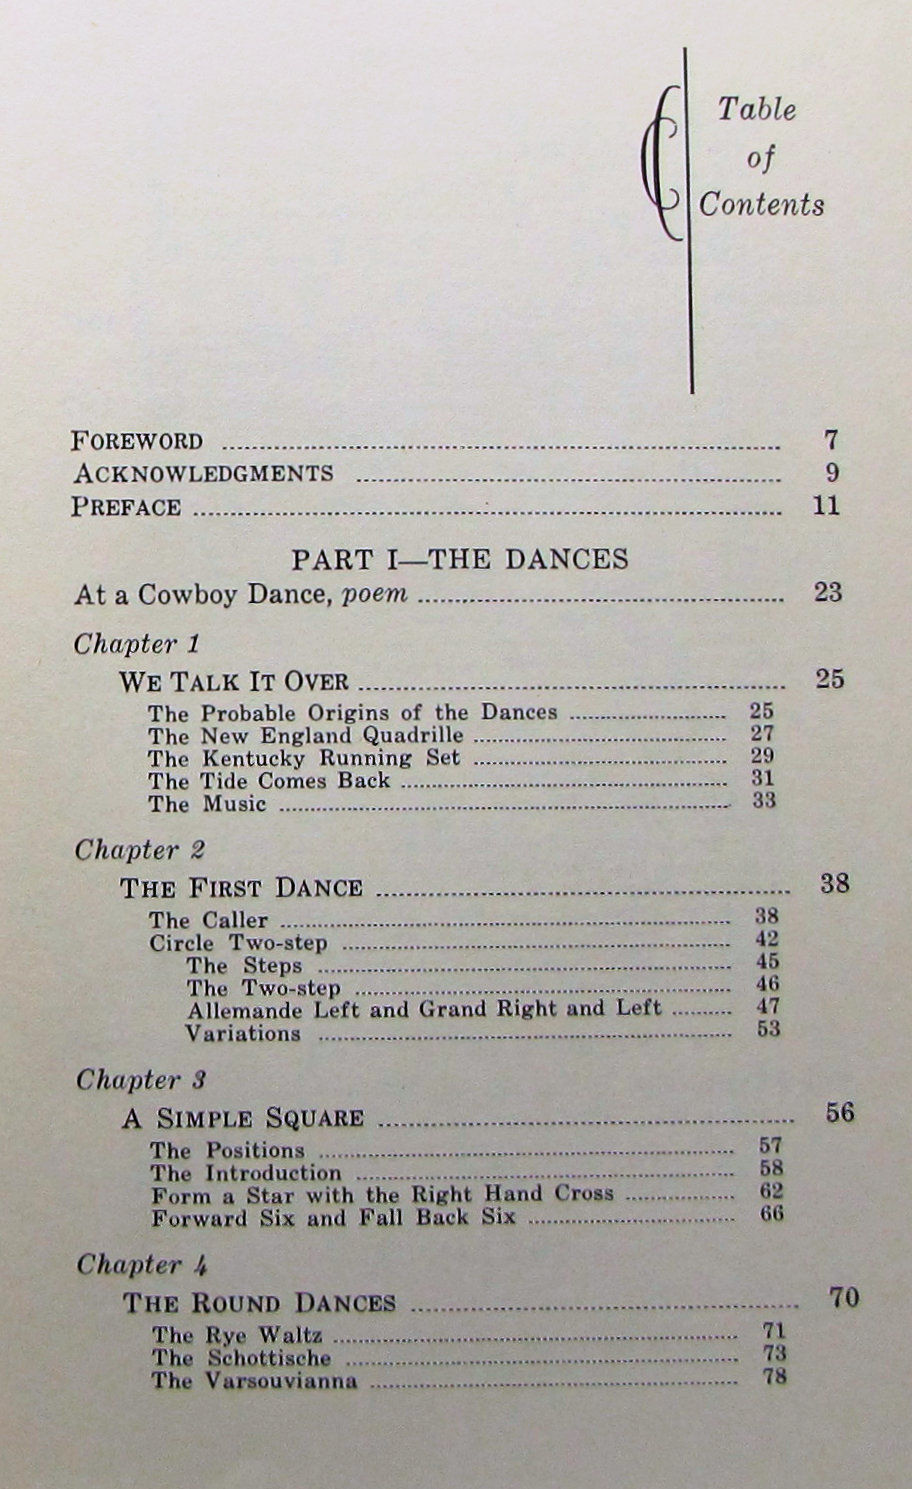 Table
of
Contents
FOREWORD ........ 7
ACKNOWLEDGMENTS ........ 9
PREFACE ........ 11
PART I—THE DANCES
At a Cowboy Dance, poem ........ 23
Chapter 1
WE TALK IT OVER ........ 25
The Probable Origins of the Dances ........ 25
The New England Quadrille ........ 27
The Kentucky Running Set ........ 29
The Tide Comes Back ........ 31
The Music ........ 33
Chapter 2
THE FIRST DANCE ........ 38
The Caller ........ 38
Circle Two-step ........ 42
The Steps ........ 45
The Two-step ........ 46
Allemande Left and Grand Right and Left ........ 47
Variations ........ 53
Chapter 3
A SIMPLE SQUARE ........ 56
The Positions ........ 57
The Introduction ........ 58
Form a Star with the Right Hand Cross ........ 62
Forward Six and Fall Back Six ........ 66
Chapter 4
THE ROUND DANCES ........ 70
The Rye Waltz ........ 71
The Schottische ........ 73
The Varsouvianna ........ 78